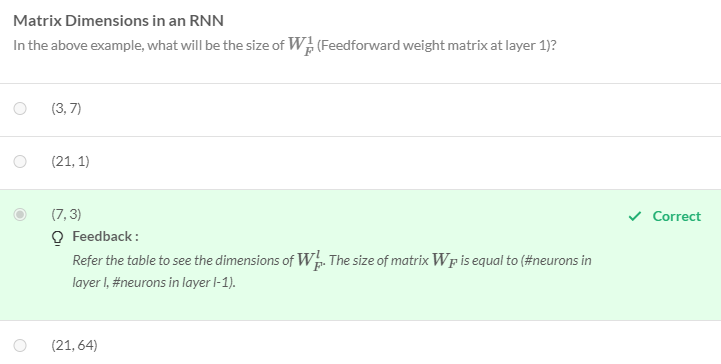 Matrix Dimensions in an RNN
In the above example, what will be the size of W_F^1 (Feedforward weight matrix at layer 1)?
(3, 7)
(21, 1)
(7, 3)
Correct
Feedback :
Refer the table to see the dimensions of W_F^l. The size of matrix W_F is equal to (#neurons in
layer l, #neurons in layer l-1).
(21, 64)